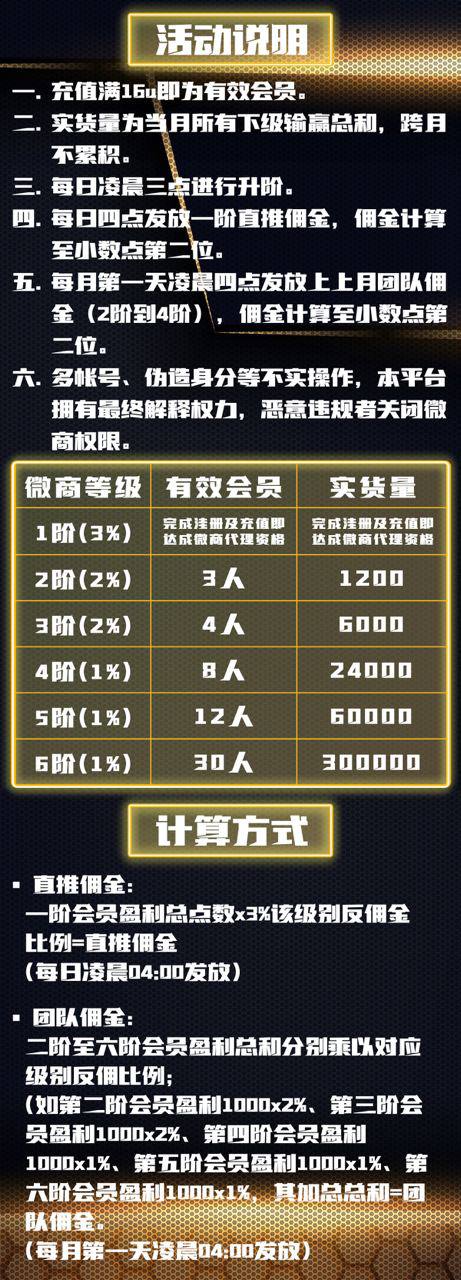 活动说明
一. 充值满16u即为有效会员。
二. 实货量为当月所有下级输赢总和，跨月
不累积。
三. 每日凌晨三点进行升阶。
四. 每日四点发放一阶直推佣金，佣金计算
至小数点第二位。
五. 每月第一天凌晨四点发放上上月团队佣
金（2阶到4阶），佣金计算至小数点第
二位。
六. 多帐号、伪造身分等不实操作，本平台
拥有最终解释权力，恶意违规者关闭微
商权限。
微商等级 有效会员 实货量
1阶(3%) 完成注册及充值即达成微商代理资格 完成注册及充值即达成微商代理资格
2阶(2%) 3人 1200
3阶(2%) 4人 6000
4阶(1%) 8人 24000
5阶(1%) 12人 60000
6阶(1%) 30人 300000
计算方式
▪ 直推佣金:
一阶会员盈利总点数x3%该级别反佣金
比例=直推佣金
(每日凌晨04:00发放)
▪ 团队佣金:
二阶至六阶会员盈利总和分别乘以对应
级别反佣比例;
(如第二阶会员盈利1000x2%、第三阶会
员盈利1000x2%、第四阶会员盈利
1000x1%、第五阶会员盈利1000x1%、第
六阶会员盈利1000x1%，其加总总和=团
队佣金。
(每月第一天凌晨04:00发放)